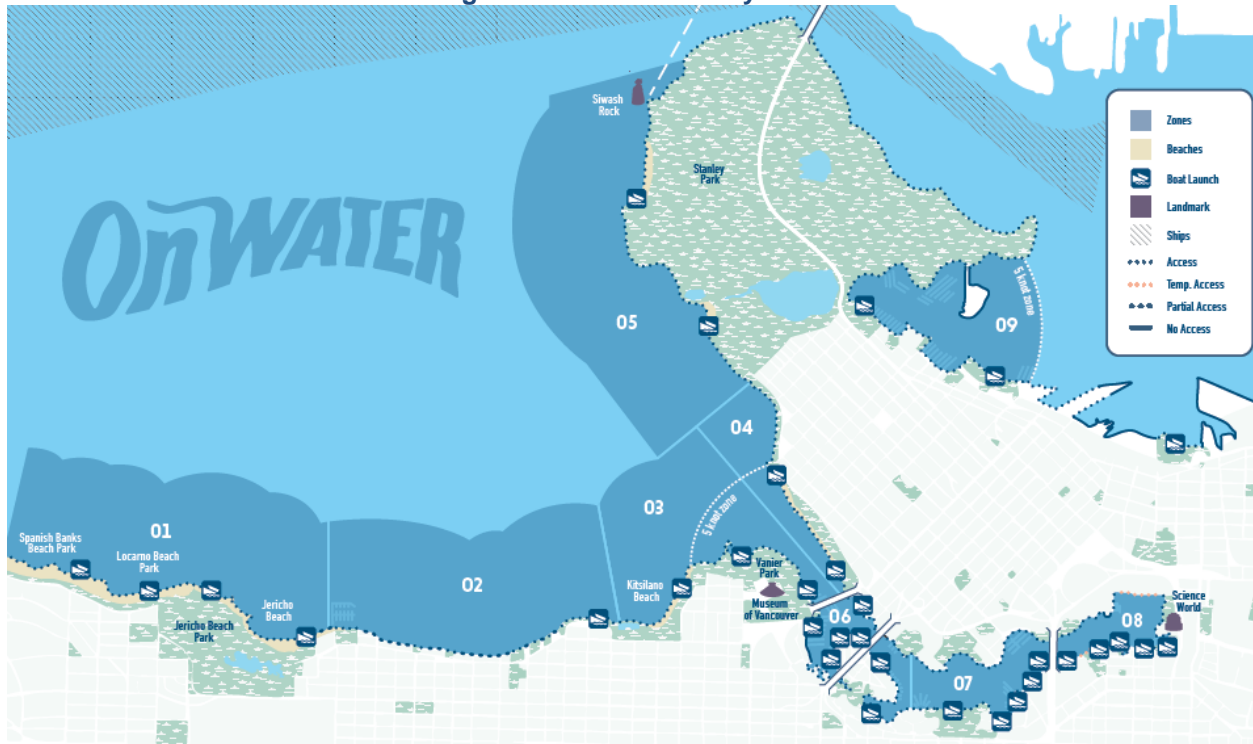 Siwash
Rock
Stanley
Park
OnWATER
5 knot zone
05
09
04
03
5 knot zone
01
Spanish Banks
Beach Park
Locarno Beach
Park
02
Jericho
Beach
Jericho Beach
Park
Kitsilano
Beach
Vanier
Park
Museum
of Vancouver
06
07
08
Science
World
Zones
Beaches
Boat Launch
Landmark
Ships
Access
Temp. Access
Partial Access
No Access